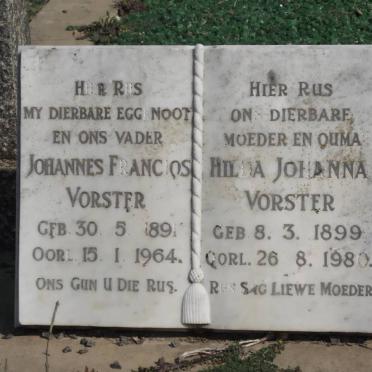 HIER RUS
MY DIERBARE EGGENOOT
EN ONS VADER
JOHANNES FRANCOIS
VORSTER
GEB. 30. 5. 189
OORL. 15. 1. 1964.
ONS GUN U DIE RUS.
HIER RUS
ONS DIERBARE
MOEDER EN OUMA
HILDA JOHANNA
VORSTER
GEB. 8. 3. 1899
OORL. 26. 8. 1980.
RUS SAG LIEWE MOEDER